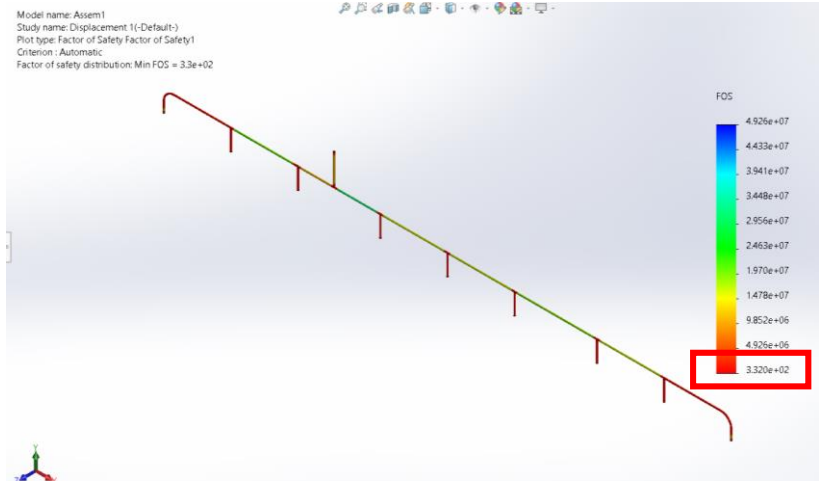 Model name: Assem1
Study name: Displacement 1(-Default-)
Plot type: Factor of Safety Factor of Safety1
Criterion : Automatic
Factor of safety distribution: Min FOS = 3.3e+02
FOS
4.926e+07
4.433e+07
3.941e+07
3.448e+07
2.956e+07
2.463e+07
1.970e+07
1.478e+07
9.852e+06
4.926e+06
3.320e+02